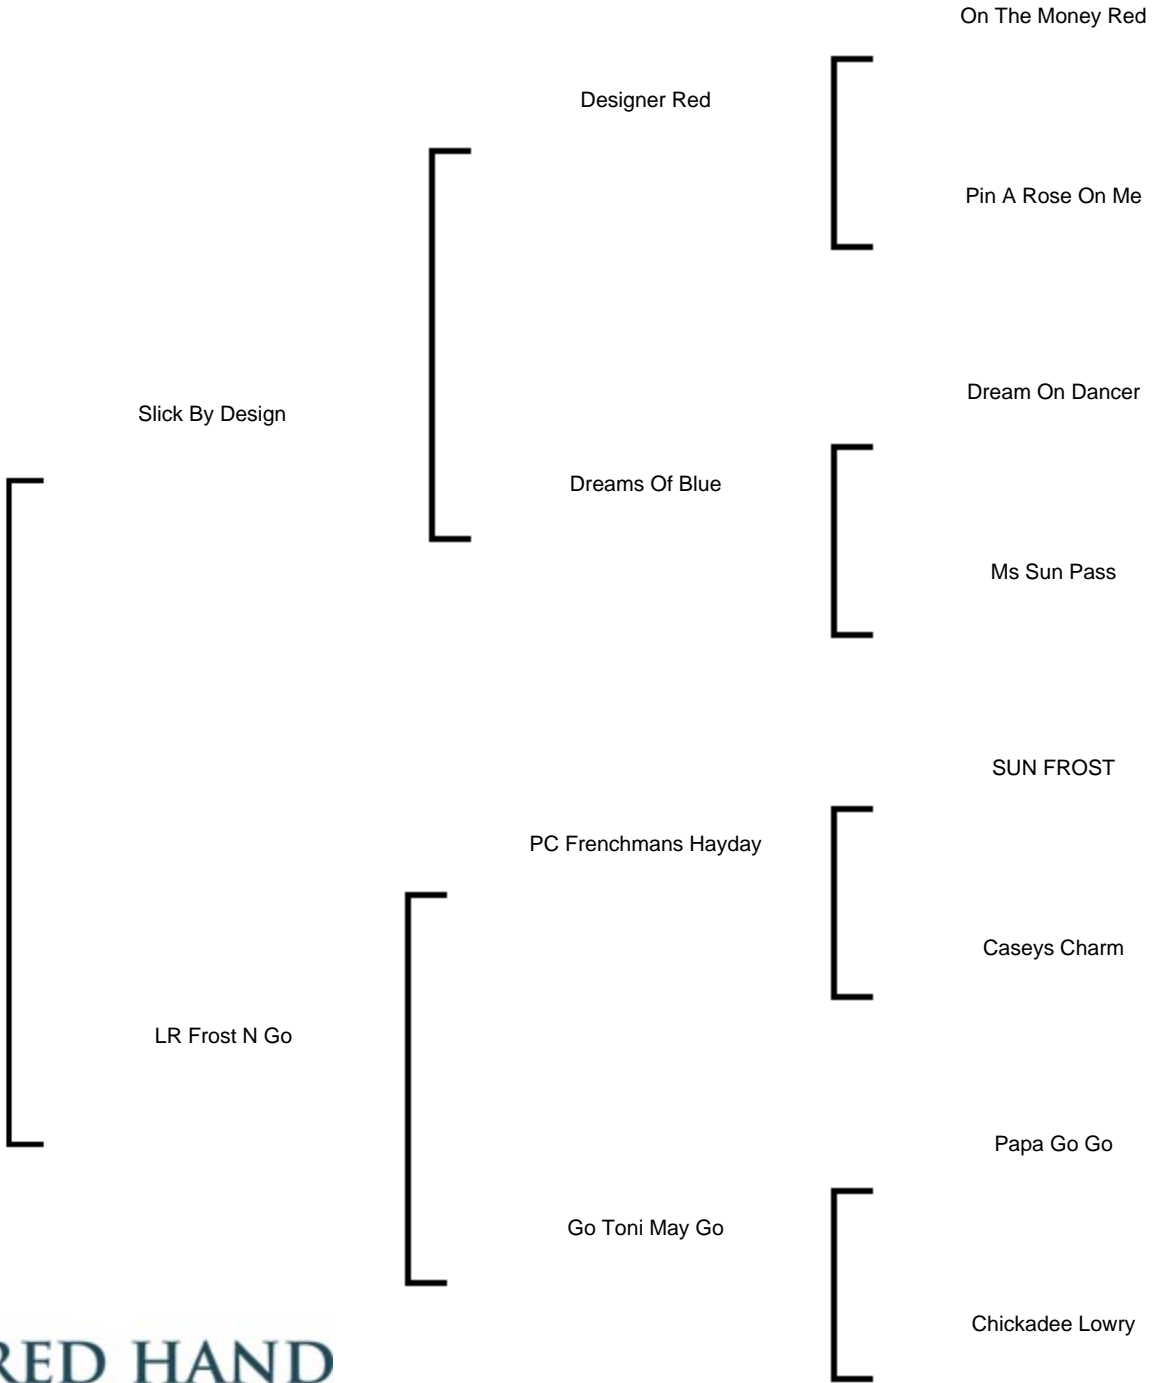 On The Money Red
Designer Red
Pin A Rose On Me
Dream On Dancer
Slick By Design
Dreams Of Blue
Ms Sun Pass
SUN FROST
PC Frenchmans Hayday
Caseys Charm
LR Frost N Go
Papa Go Go
Go Toni May Go
Chickadee Lowry
RED HAND